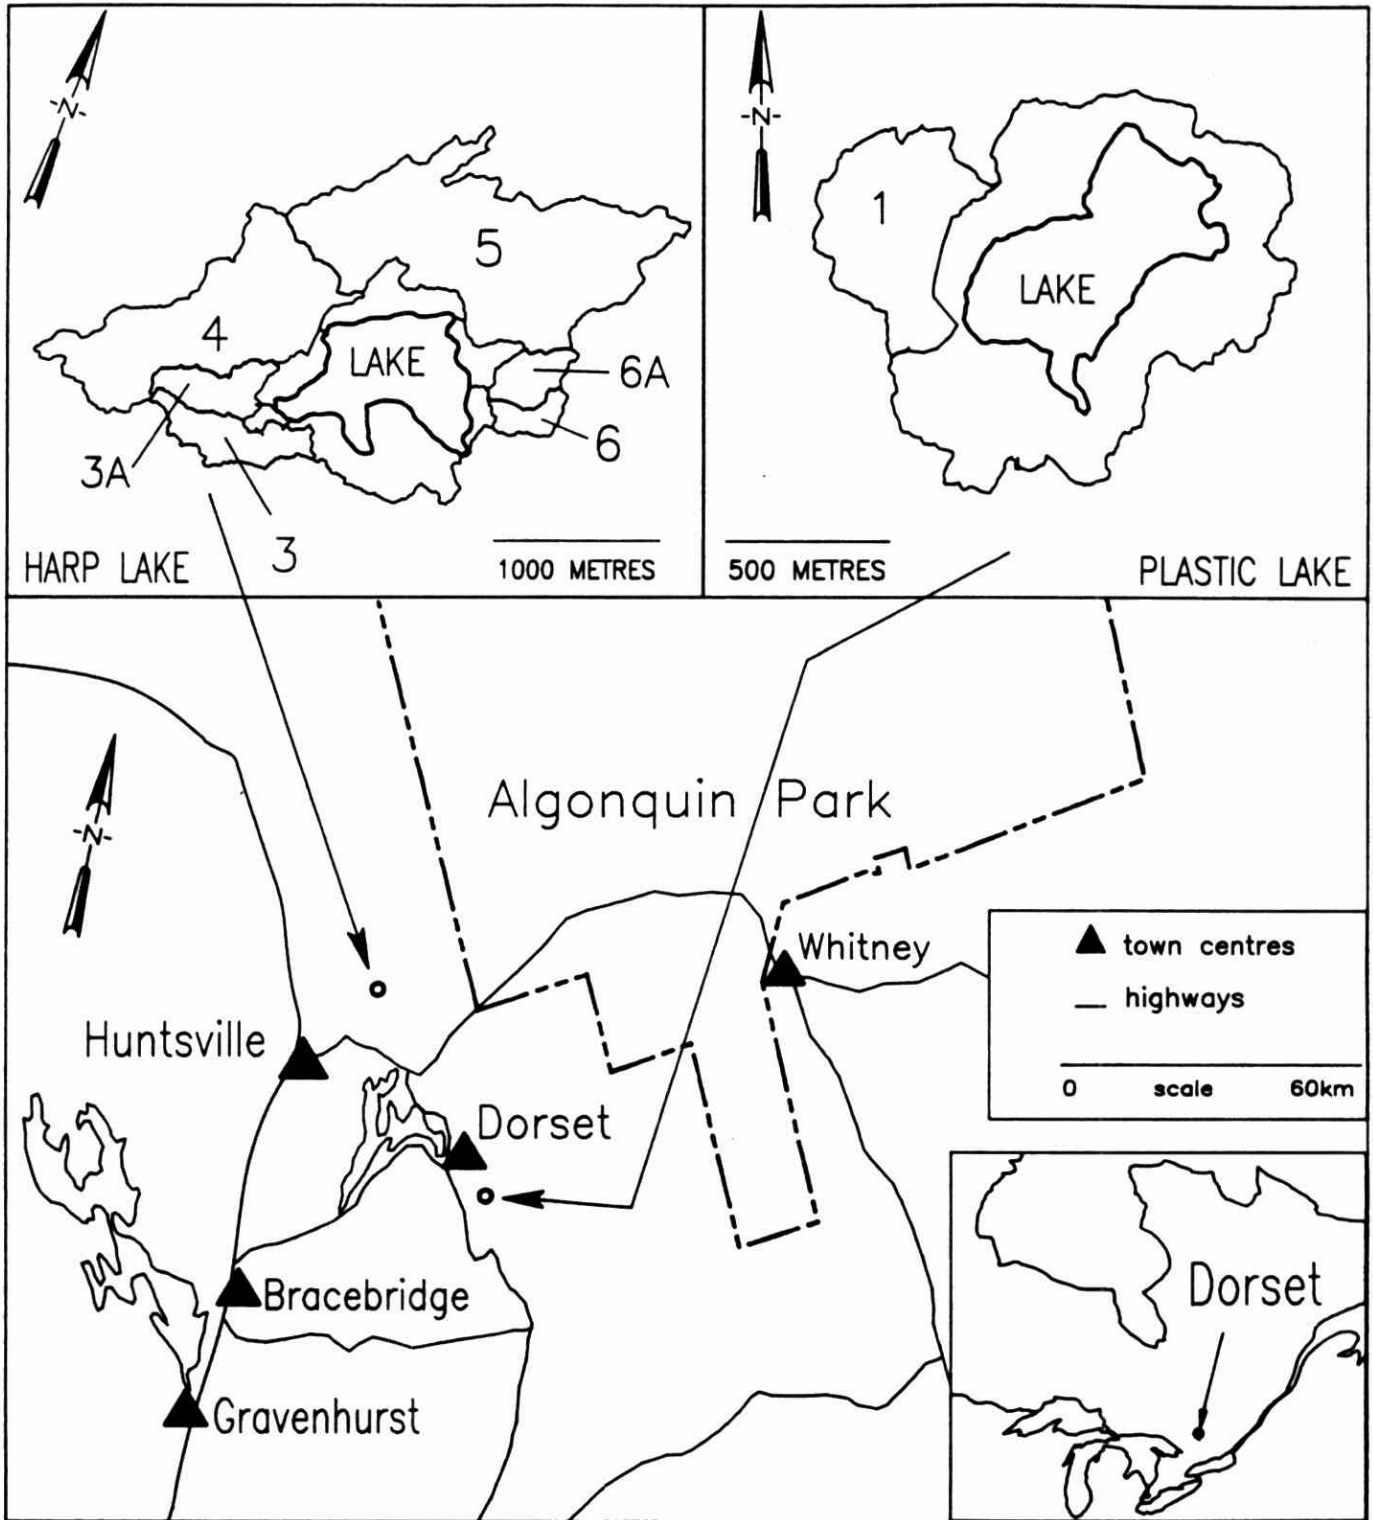 -N-
5
4
LAKE
6A
3A
6
3
HARP LAKE
1000 METRES
-N-
1
LAKE
500 METRES
PLASTIC LAKE
-N-
Algonquin Park
Whitney
Huntsville
Dorset
Bracebridge
Gravenhurst
town centres
highways
0 scale 60km
Dorset